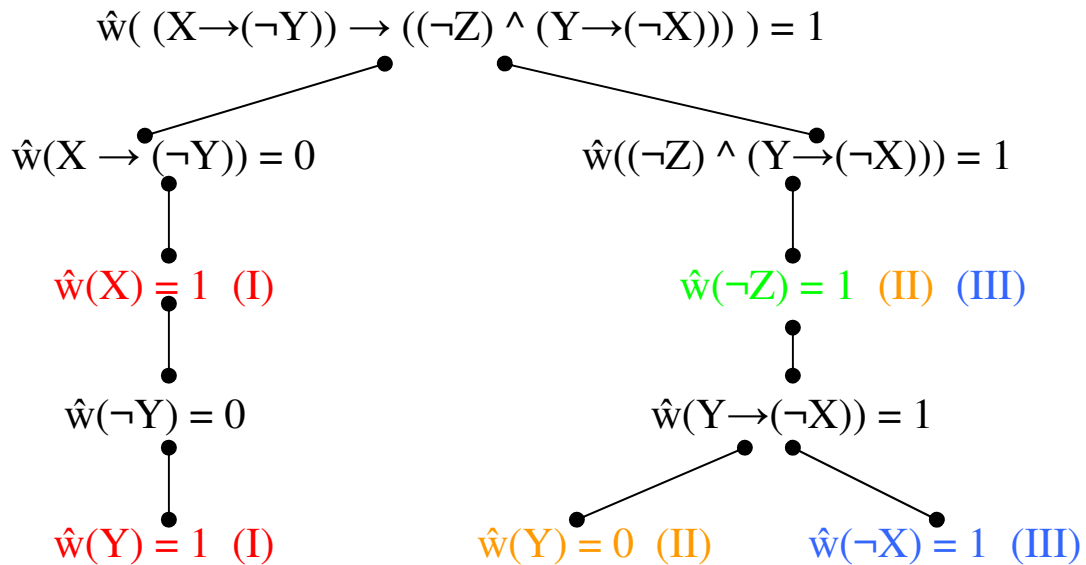 ŵ( (X→(¬Y)) → ((¬Z) ^ (Y→(¬X))) ) = 1
ŵ(X → (¬Y)) = 0
ŵ((¬Z) ^ (Y→(¬X))) = 1
ŵ(X) = 1 (I)
ŵ(¬Z) = 1 (II) (III)
ŵ(¬Y) = 0
ŵ(Y→(¬X)) = 1
ŵ(Y) = 1 (I)
ŵ(Y) = 0 (II)
ŵ(¬X) = 1 (III)